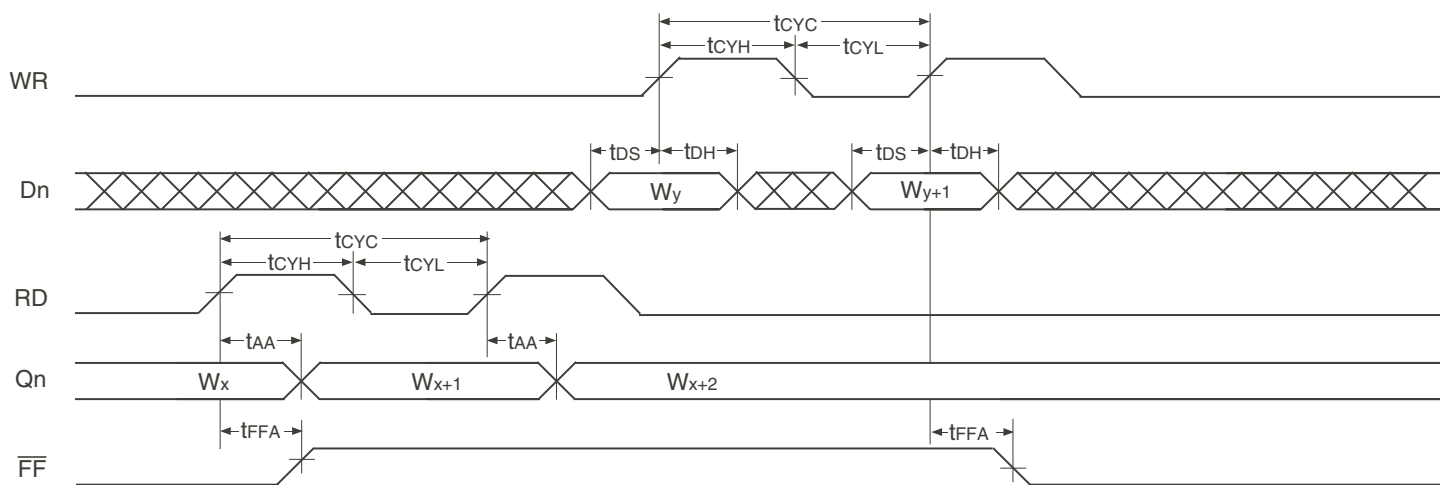 tCYC
tCYH tCYL
WR
tDS tDH tDS tDH
Dn Wy Wy+1
tCYC
tCYH tCYL
RD
tAA tAA
Qn Wx Wx+1 Wx+2
tFFA tFFA
F̅F̅